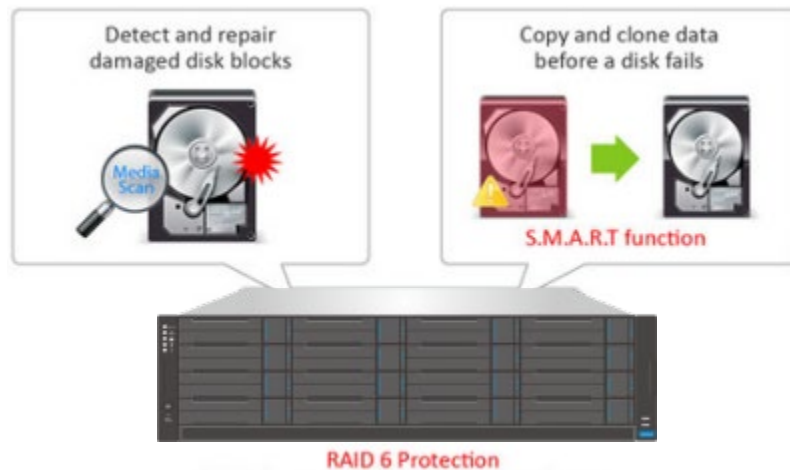 Detect and repair
damaged disk blocks
Media
Scan
Copy and clone data
before a disk fails
S.M.A.R.T function
RAID 6 Protection